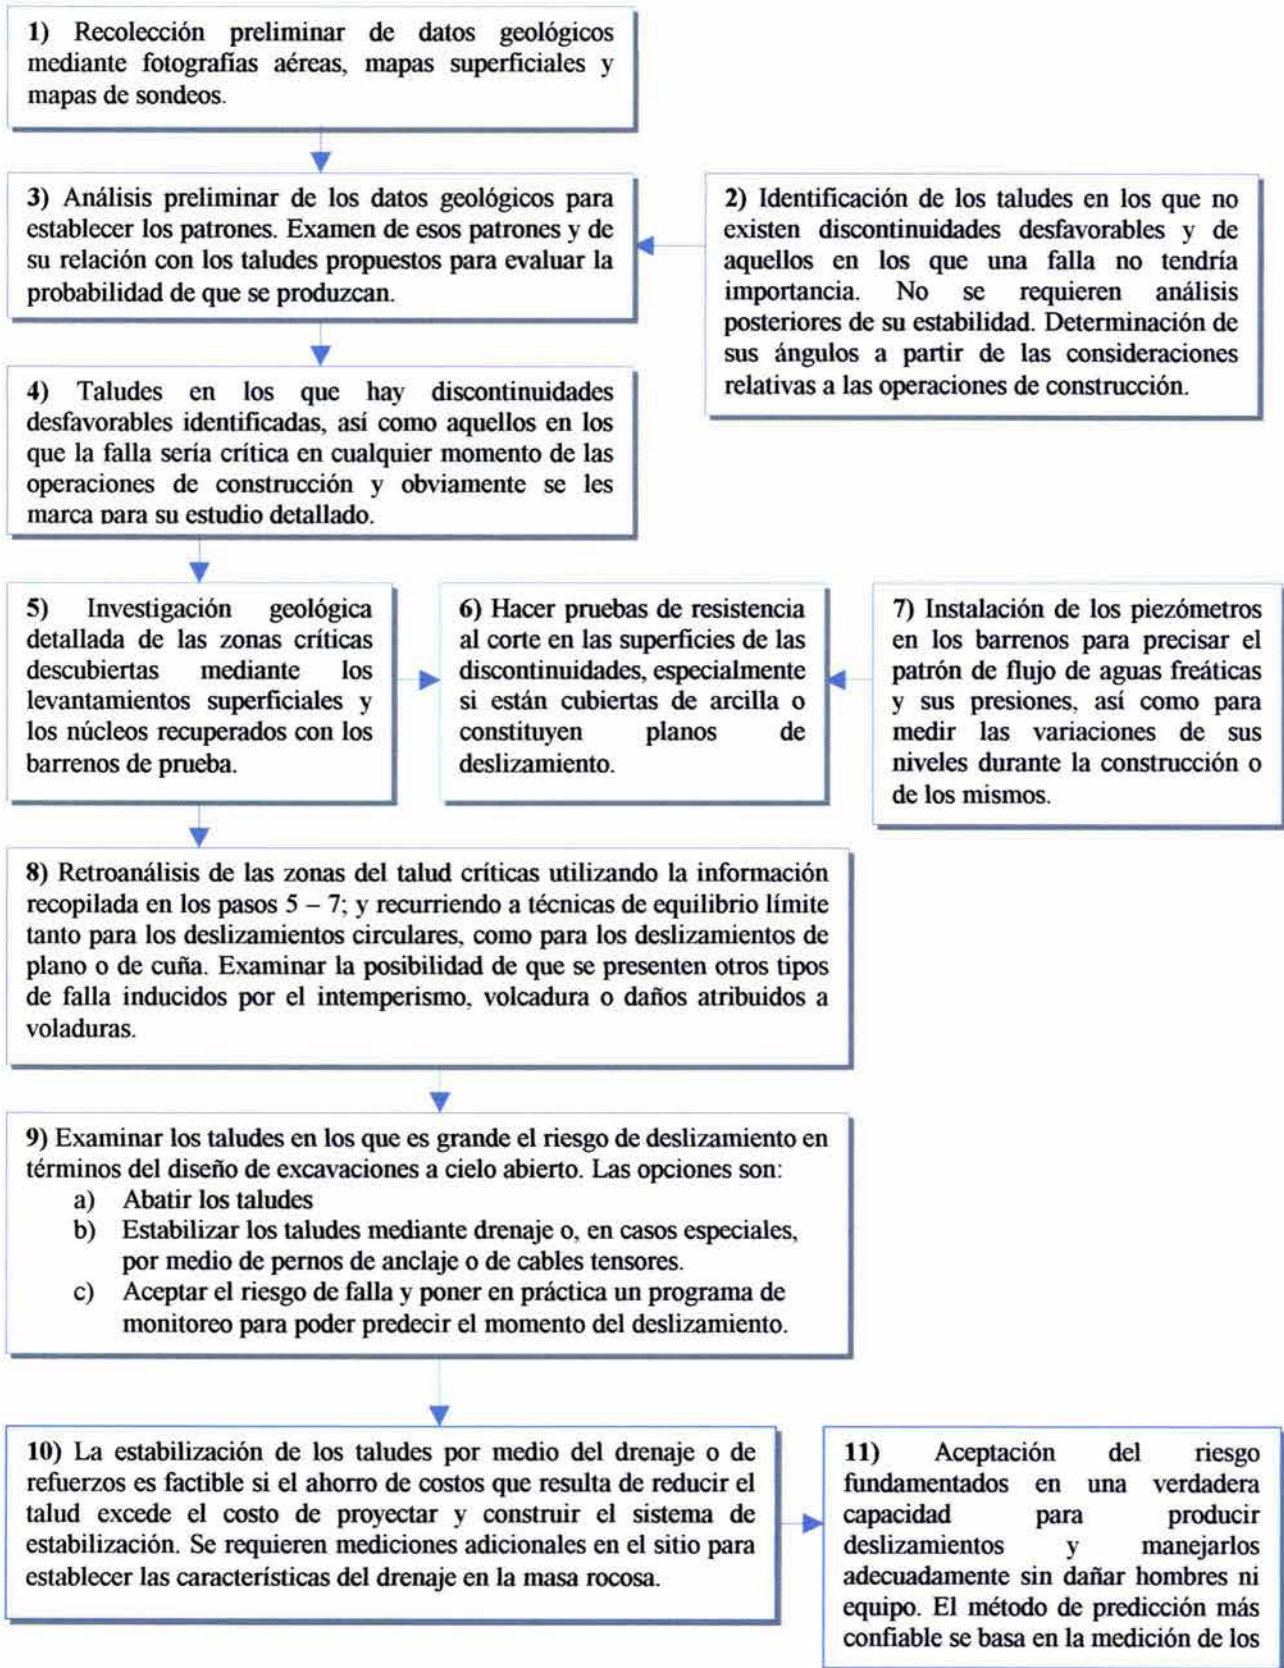 1) Recolección preliminar de datos geológicos
mediante fotografías aéreas, mapas superficiales y
mapas de sondeos.
3) Análisis preliminar de los datos geológicos para
establecer los patrones. Examen de esos patrones y de
su relación con los taludes propuestos para evaluar la
probabilidad de que se produzcan.
2) Identificación de los taludes en los que no
existen discontinuidades desfavorables y de
aquellos en los que una falla no tendría
importancia. No se requieren análisis
posteriores de su estabilidad. Determinación de
sus ángulos a partir de las consideraciones
relativas a las operaciones de construcción.
4) Taludes en los que hay discontinuidades
desfavorables identificadas, así como aquellos en los
que la falla sería crítica en cualquier momento de las
operaciones de construcción y obviamente se les
marca para su estudio detallado.
5) Investigación geológica
detallada de las zonas críticas
descubiertas mediante los
levantamientos superficiales y
los núcleos recuperados con los
barrenos de prueba.
6) Hacer pruebas de resistencia
al corte en las superficies de las
discontinuidades, especialmente
si están cubiertas de arcilla o
constituyen planos de
deslizamiento.
7) Instalación de los piezómetros
en los barrenos para precisar el
patrón de flujo de aguas freáticas
y sus presiones, así como para
medir las variaciones de sus
niveles durante la construcción o
de los mismos.
8) Retroanálisis de las zonas del talud críticas utilizando la información
recopilada en los pasos 5 – 7; y recurriendo a técnicas de equilibrio límite
tanto para los deslizamientos circulares, como para los deslizamientos de
plano o de cuña. Examinar la posibilidad de que se presenten otros tipos
de falla inducidos por el intemperismo, volcadura o daños atribuidos a
voladuras.
9) Examinar los taludes en los que es grande el riesgo de deslizamiento en
términos del diseño de excavaciones a cielo abierto. Las opciones son:
a) Abatir los taludes
b) Estabilizar los taludes mediante drenaje o, en casos especiales,
por medio de pernos de anclaje o de cables tensores.
c) Aceptar el riesgo de falla y poner en práctica un programa de
monitoreo para poder predecir el momento del deslizamiento.
10) La estabilización de los taludes por medio del drenaje o de
refuerzos es factible si el ahorro de costos que resulta de reducir el
talud excede el costo de proyectar y construir el sistema de
estabilización. Se requieren mediciones adicionales en el sitio para
establecer las características del drenaje en la masa rocosa.
11) Aceptación del riesgo
fundamentados en una verdadera
capacidad para producir
deslizamientos y manejarlos
adecuadamente sin dañar hombres ni
equipo. El método de predicción más
confiable se basa en la medición de los